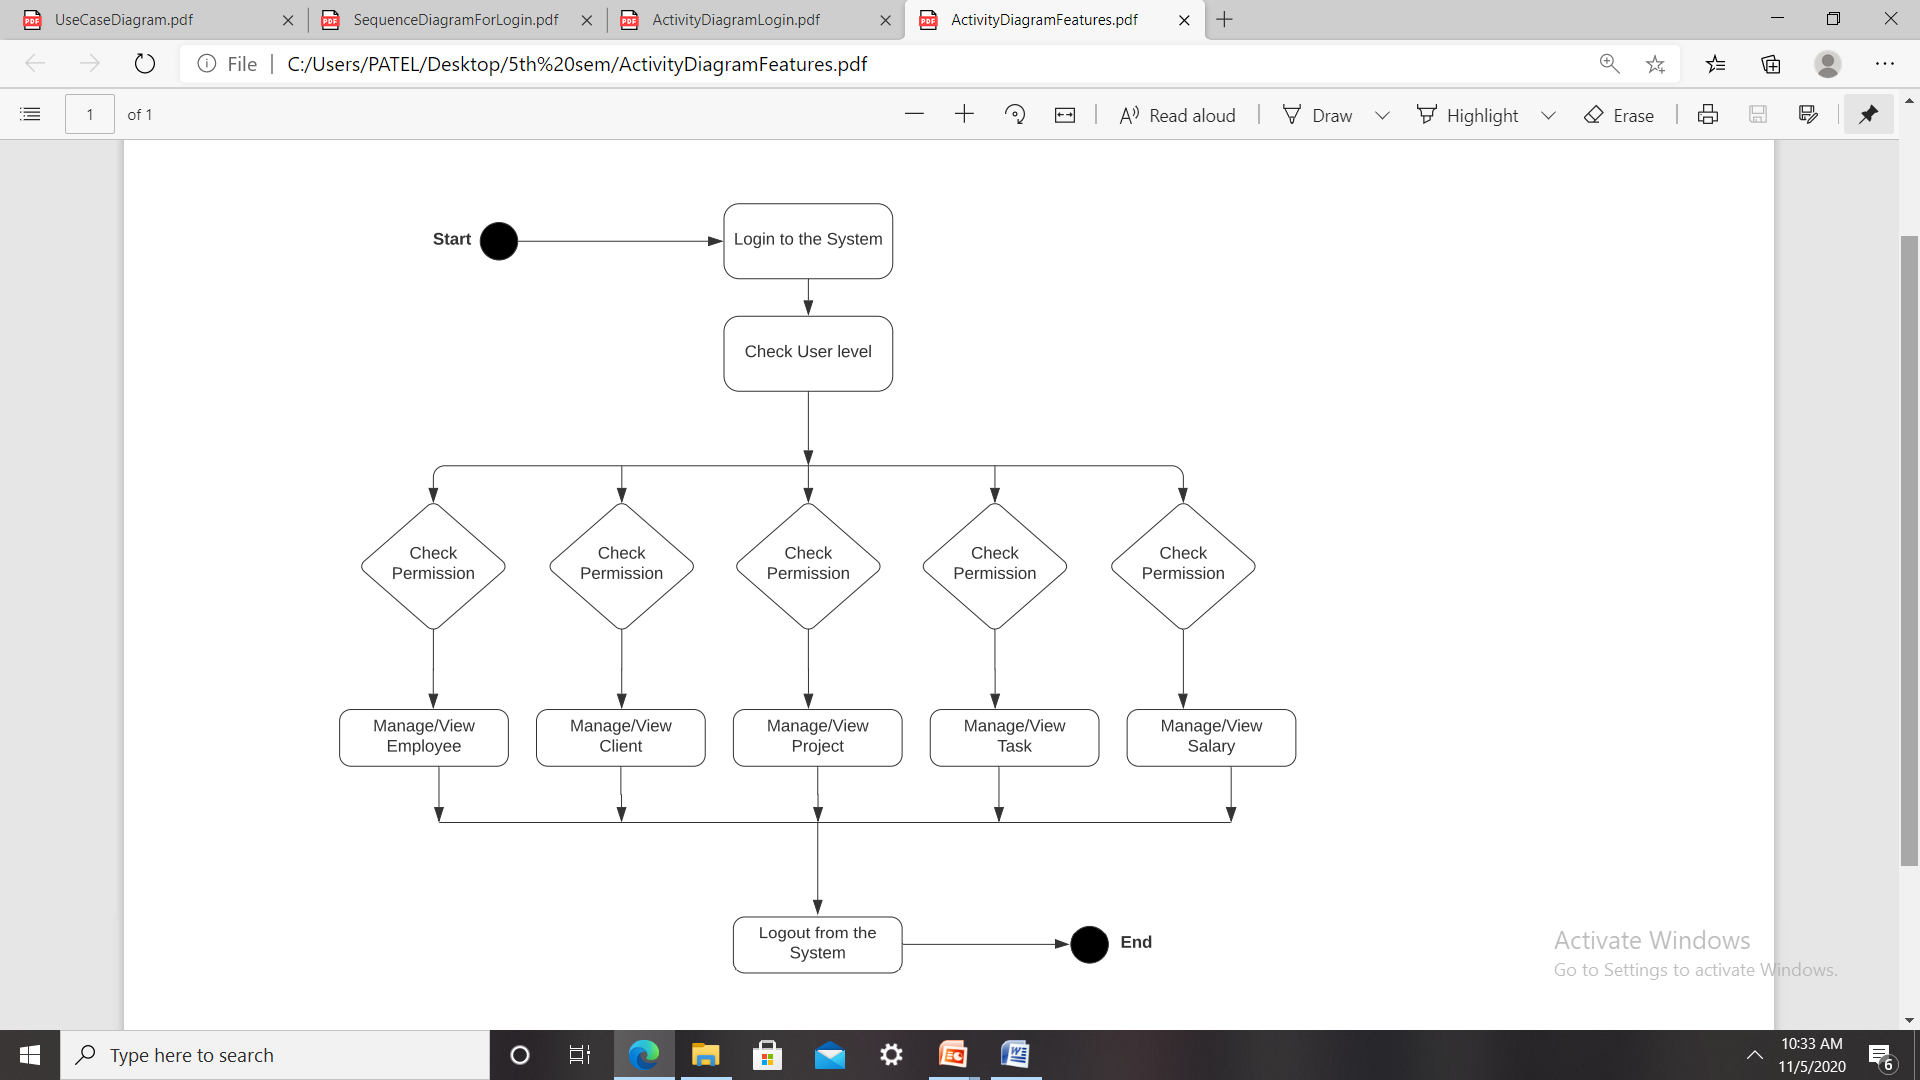 UseCaseDiagram.pdf
SequenceDiagramForLogin.pdf
ActivityDiagramLogin.pdf
ActivityDiagramFeatures.pdf
File
C:/Users/PATEL/Desktop/5th%20sem/ActivityDiagramFeatures.pdf
1 of 1
Read aloud
Draw
Highlight
Erase
Start
Login to the System
Check User level
Check
Permission
Check
Permission
Check
Permission
Check
Permission
Check
Permission
Manage/View
Employee
Manage/View
Client
Manage/View
Project
Manage/View
Task
Manage/View
Salary
Logout from the
System
End
Activate Windows
Go to Settings to activate Windows.
Type here to search
10:33 AM
11/5/2020
6